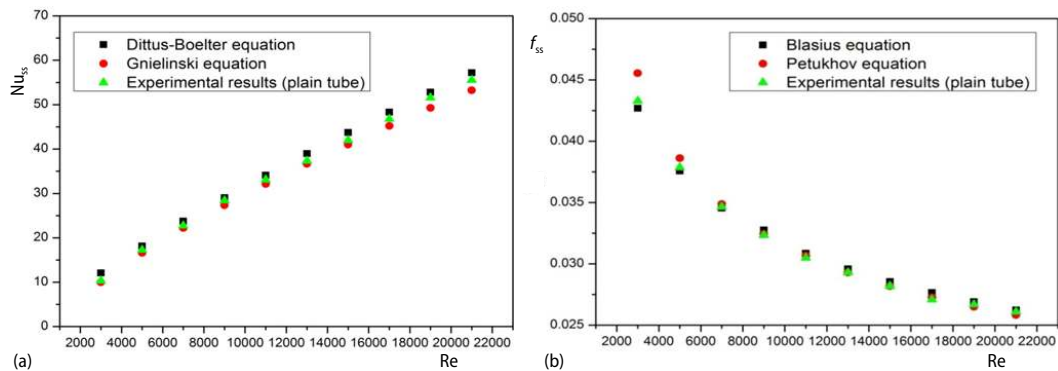 70
60
50
40
30
20
10
0
Nu_ss
Dittus-Boelter equation
Gnielinski equation
Experimental results (plain tube)
2000 4000 6000 8000 10000 12000 14000 16000 18000 20000 22000
(a)
Re
0.050
0.045
0.040
0.035
0.030
0.025
f_ss
Blasius equation
Petukhov equation
Experimental results (plain tube)
2000 4000 6000 8000 10000 12000 14000 16000 18000 20000 22000
(b)
Re